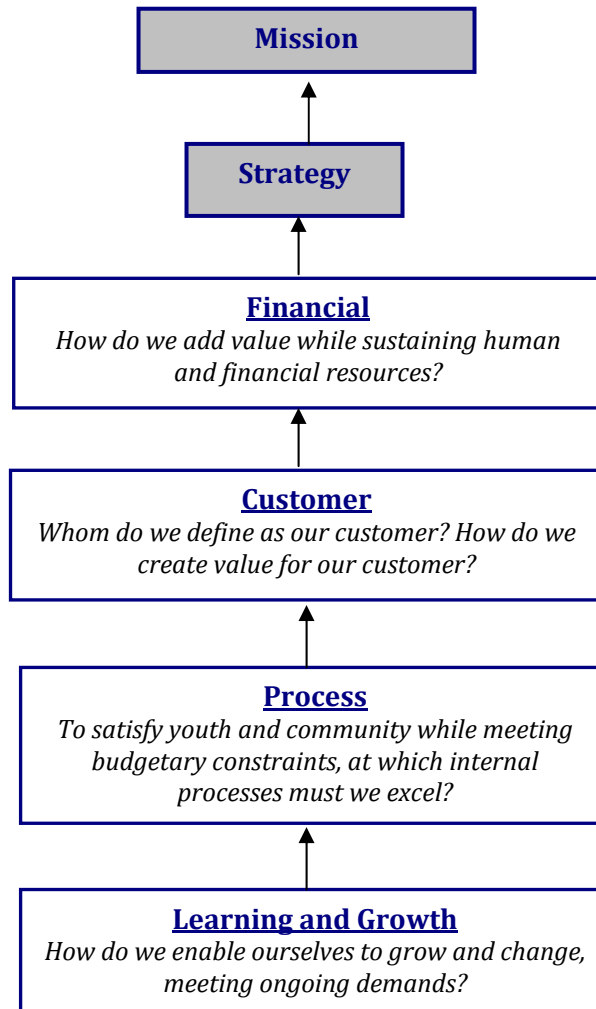 Mission
Strategy
Financial
How do we add value while sustaining human
and financial resources?
Customer
Whom do we define as our customer? How do we
create value for our customer?
Process
To satisfy youth and community while meeting
budgetary constraints, at which internal
processes must we excel?
Learning and Growth
How do we enable ourselves to grow and change,
meeting ongoing demands?